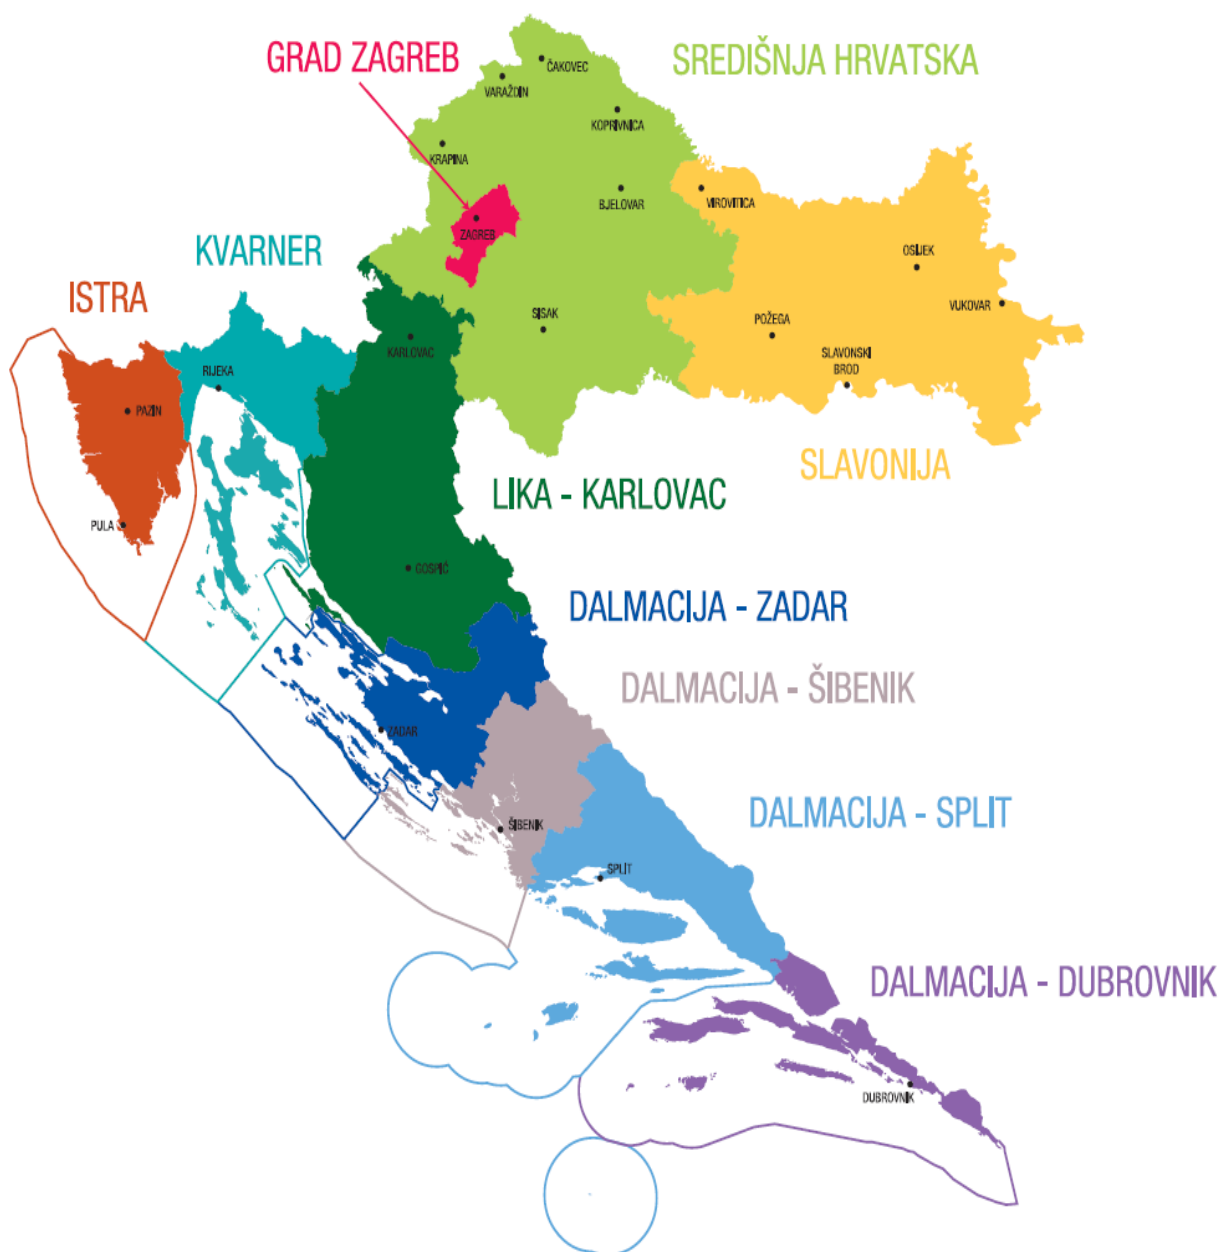 GRAD ZAGREB
SREDIŠNJA HRVATSKA
ČAKOVEC
VARAŽDIN
KOPRIVNICA
KRAPINA
BJELOVAR
VIROVITICA
ZAGREB
KVARNER
OSIJEK
ISTRA
VUKOVAR
SISAK
POŽEGA
KARLOVAC
SLAVONSKI
BROD
RIJEKA
PAZIN
SLAVONIJA
LIKA - KARLOVAC
PULA
GOSPIĆ
DALMACIJA - ZADAR
DALMACIJA - ŠIBENIK
ZADAR
DALMACIJA - SPLIT
ŠIBENIK
SPLIT
DALMACIJA - DUBROVNIK
DUBROVNIK